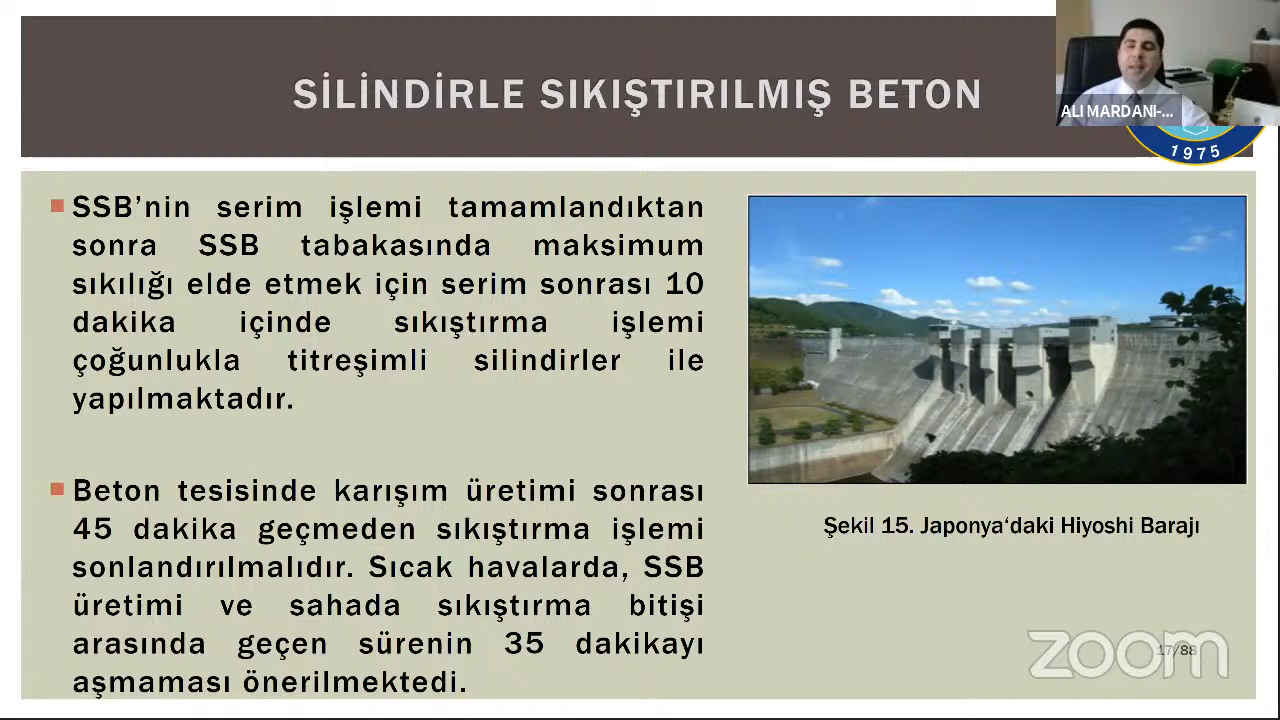 SİLİNDİRLE SIKIŞTIRILMIŞ BETON
ALI MARDANI-...
1975
SSB’nin serim işlemi tamamlandıktan
sonra SSB tabakasında maksimum
sıkılığı elde etmek için serim sonrası 10
dakika içinde sıkıştırma işlemi
çoğunlukla titreşimli silindirler ile
yapılmaktadır.
Beton tesisinde karışım üretimi sonrası
45 dakika geçmeden sıkıştırma işlemi
sonlandırılmalıdır. Sıcak havalarda, SSB
üretimi ve sahada sıkıştırma bitişi
arasında geçen sürenin 35 dakikayı
aşmaması önerilmektedi.
Şekil 15. Japonya‘daki Hiyoshi Barajı
zoom
17/88